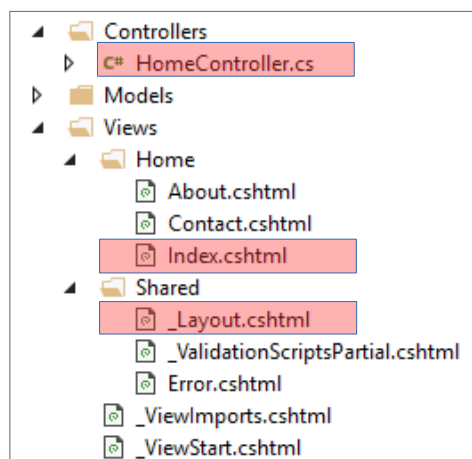 Controllers
C# HomeController.cs
Models
Views
Home
About.cshtml
Contact.cshtml
Index.cshtml
Shared
_Layout.cshtml
_ValidationScriptsPartial.cshtml
Error.cshtml
_ViewImports.cshtml
_ViewStart.cshtml